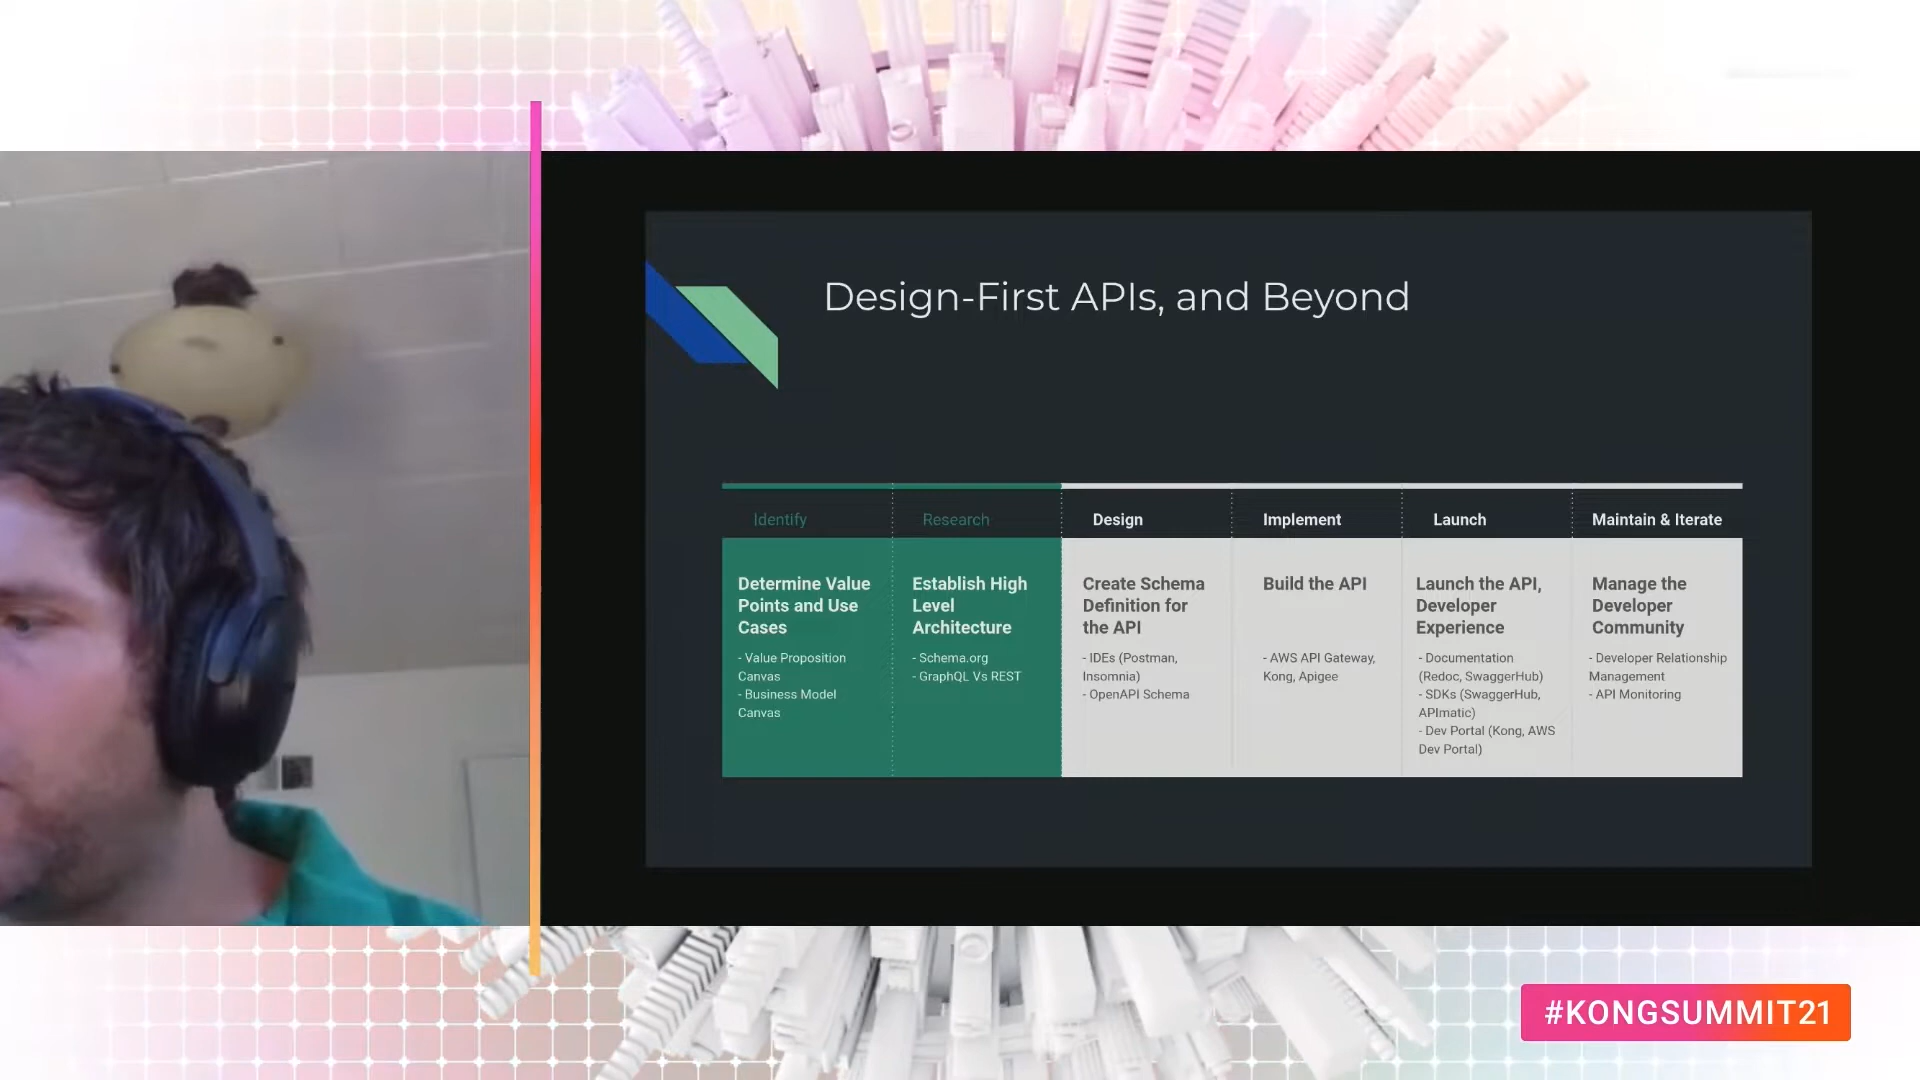 Design-First APIs, and Beyond
Identify
Research
Design
Implement
Launch
Maintain & Iterate
Determine Value
Points and Use
Cases
- Value Proposition
Canvas
- Business Model
Canvas
Establish High
Level
Architecture
- Schema.org
- GraphQL Vs REST
Create Schema
Definition for
the API
- IDEs (Postman,
Insomnia)
- OpenAPI Schema
Build the API
- AWS API Gateway,
Kong, Apigee
Launch the API,
Developer
Experience
- Documentation
(Redoc, SwaggerHub)
- SDKs (SwaggerHub,
APImatic)
- Dev Portal (Kong, AWS
Dev Portal)
Manage the
Developer
Community
- Developer Relationship
Management
- API Monitoring
#KONGSUMMIT21